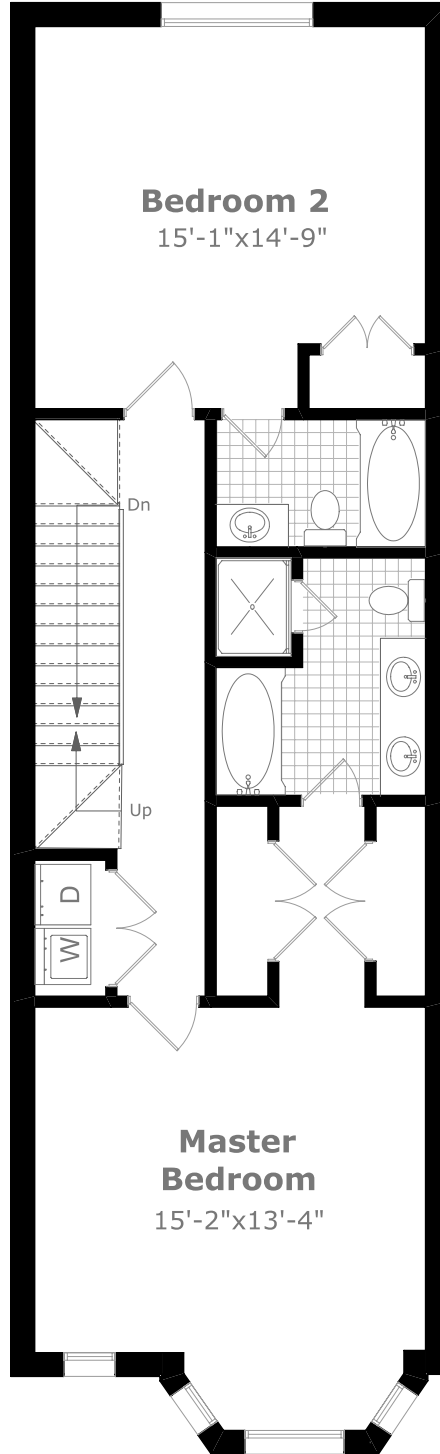 Bedroom 2
15'-1"x14'-9"
Dn
Up
D
W
Master
Bedroom
15'-2"x13'-4"